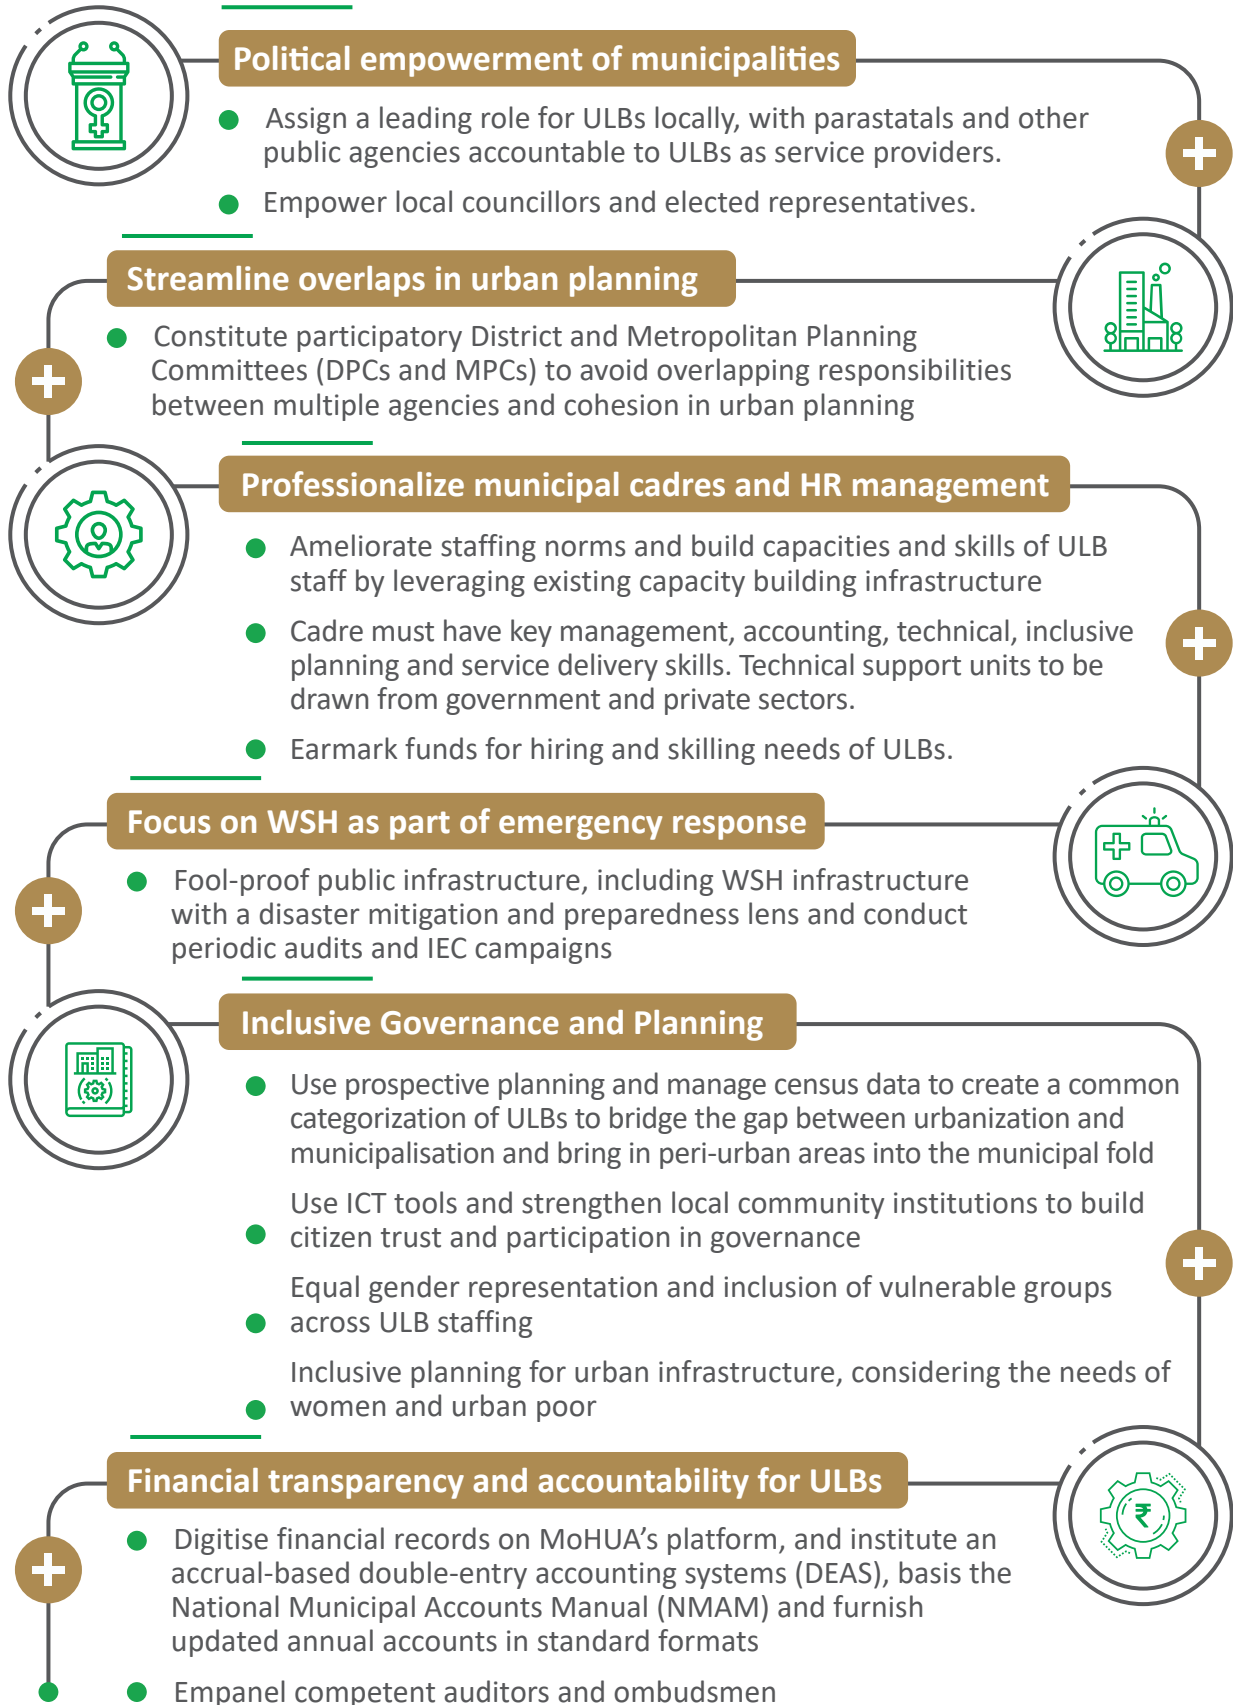 Political empowerment of municipalities
Assign a leading role for ULBs locally, with parastatals and other
public agencies accountable to ULBs as service providers.
Empower local councillors and elected representatives.
Streamline overlaps in urban planning
Constitute participatory District and Metropolitan Planning
Committees (DPCs and MPCs) to avoid overlapping responsibilities
between multiple agencies and cohesion in urban planning
Professionalize municipal cadres and HR management
Ameliorate staffing norms and build capacities and skills of ULB
staff by leveraging existing capacity building infrastructure
Cadre must have key management, accounting, technical, inclusive
planning and service delivery skills. Technical support units to be
drawn from government and private sectors.
Earmark funds for hiring and skilling needs of ULBs.
Focus on WSH as part of emergency response
Fool-proof public infrastructure, including WSH infrastructure
with a disaster mitigation and preparedness lens and conduct
periodic audits and IEC campaigns
Inclusive Governance and Planning
Use prospective planning and manage census data to create a common
categorization of ULBs to bridge the gap between urbanization and
municipalisation and bring in peri-urban areas into the municipal fold
Use ICT tools and strengthen local community institutions to build
citizen trust and participation in governance
Equal gender representation and inclusion of vulnerable groups
across ULB staffing
Inclusive planning for urban infrastructure, considering the needs of
women and urban poor
Financial transparency and accountability for ULBs
₹
Digitise financial records on MoHUA's platform, and institute an
accrual-based double-entry accounting systems (DEAS), basis the
National Municipal Accounts Manual (NMAM) and furnish
updated annual accounts in standard formats
Empanel competent auditors and ombudsmen